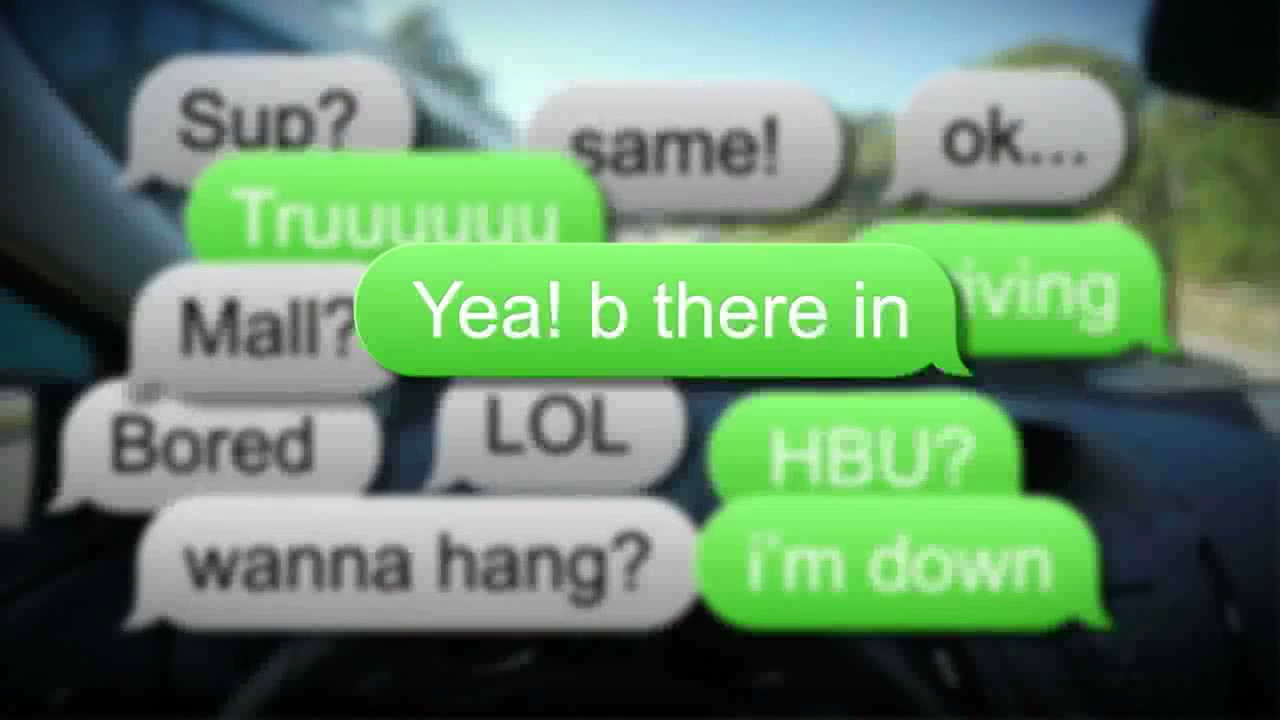 Sup?
same!
ok...
Truuuuuu
Yea! b there in
Mall?
Bored
LOL
HBU?
wanna hang?
i'm down